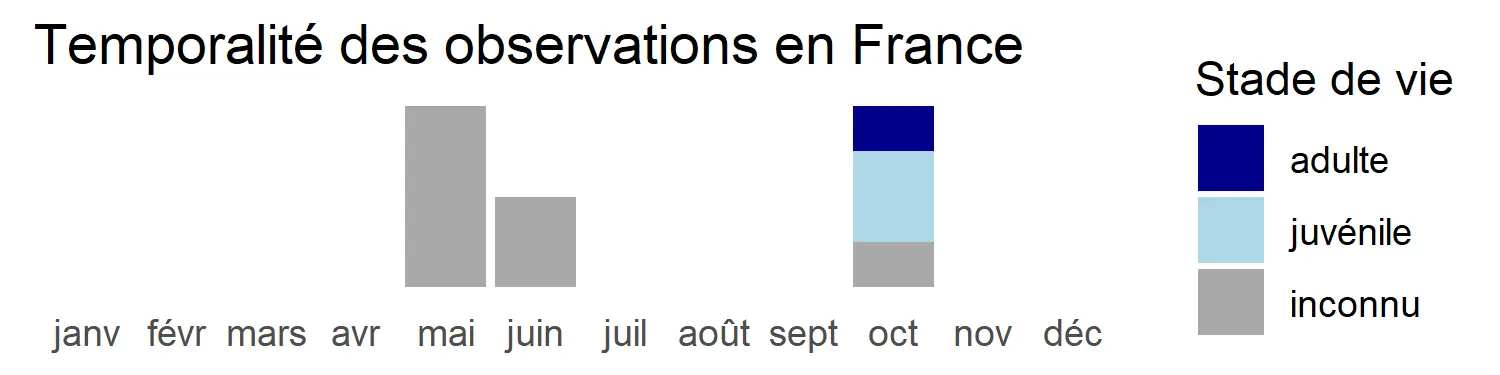 Temporalité des observations en France
Stade de vie
adulte
juvénile
inconnu
janv févr mars avr mai juin juil août sept oct nov déc